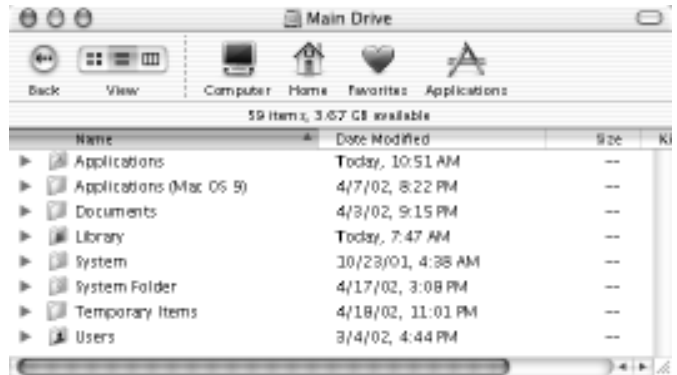 Main Drive
Back View Computer Home Favorites Applications
59 items, 3.67 GB available
Name Date Modified Size Ki
Applications Today, 10:51 AM --
Applications (Mac OS 9) 4/7/02, 8:22 PM --
Documents 4/3/02, 9:15 PM --
Library Today, 7:47 AM --
System 10/23/01, 4:38 AM --
System Folder 4/17/02, 3:08 PM --
Temporary Items 4/18/02, 11:01 PM --
Users 3/4/02, 4:44 PM --